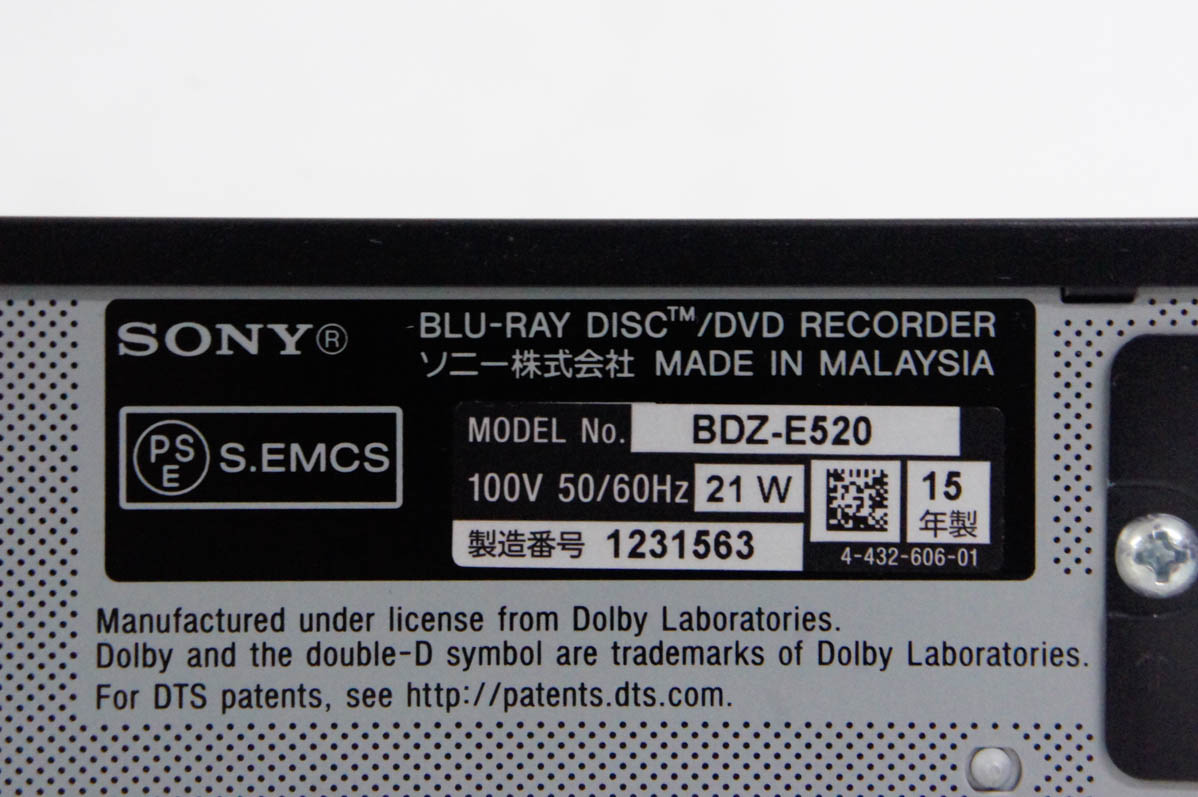 SONY®
BLU-RAY DISC™/DVD RECORDER
ソニー株式会社 MADE IN MALAYSIA
PSE S.EMCS
MODEL No. BDZ-E520
100V 50/60Hz 21 W
15年製
製造番号 1231563
4-432-606-01
Manufactured under license from Dolby Laboratories.
Dolby and the double-D symbol are trademarks of Dolby Laboratories.
For DTS patents, see http://patents.dts.com.